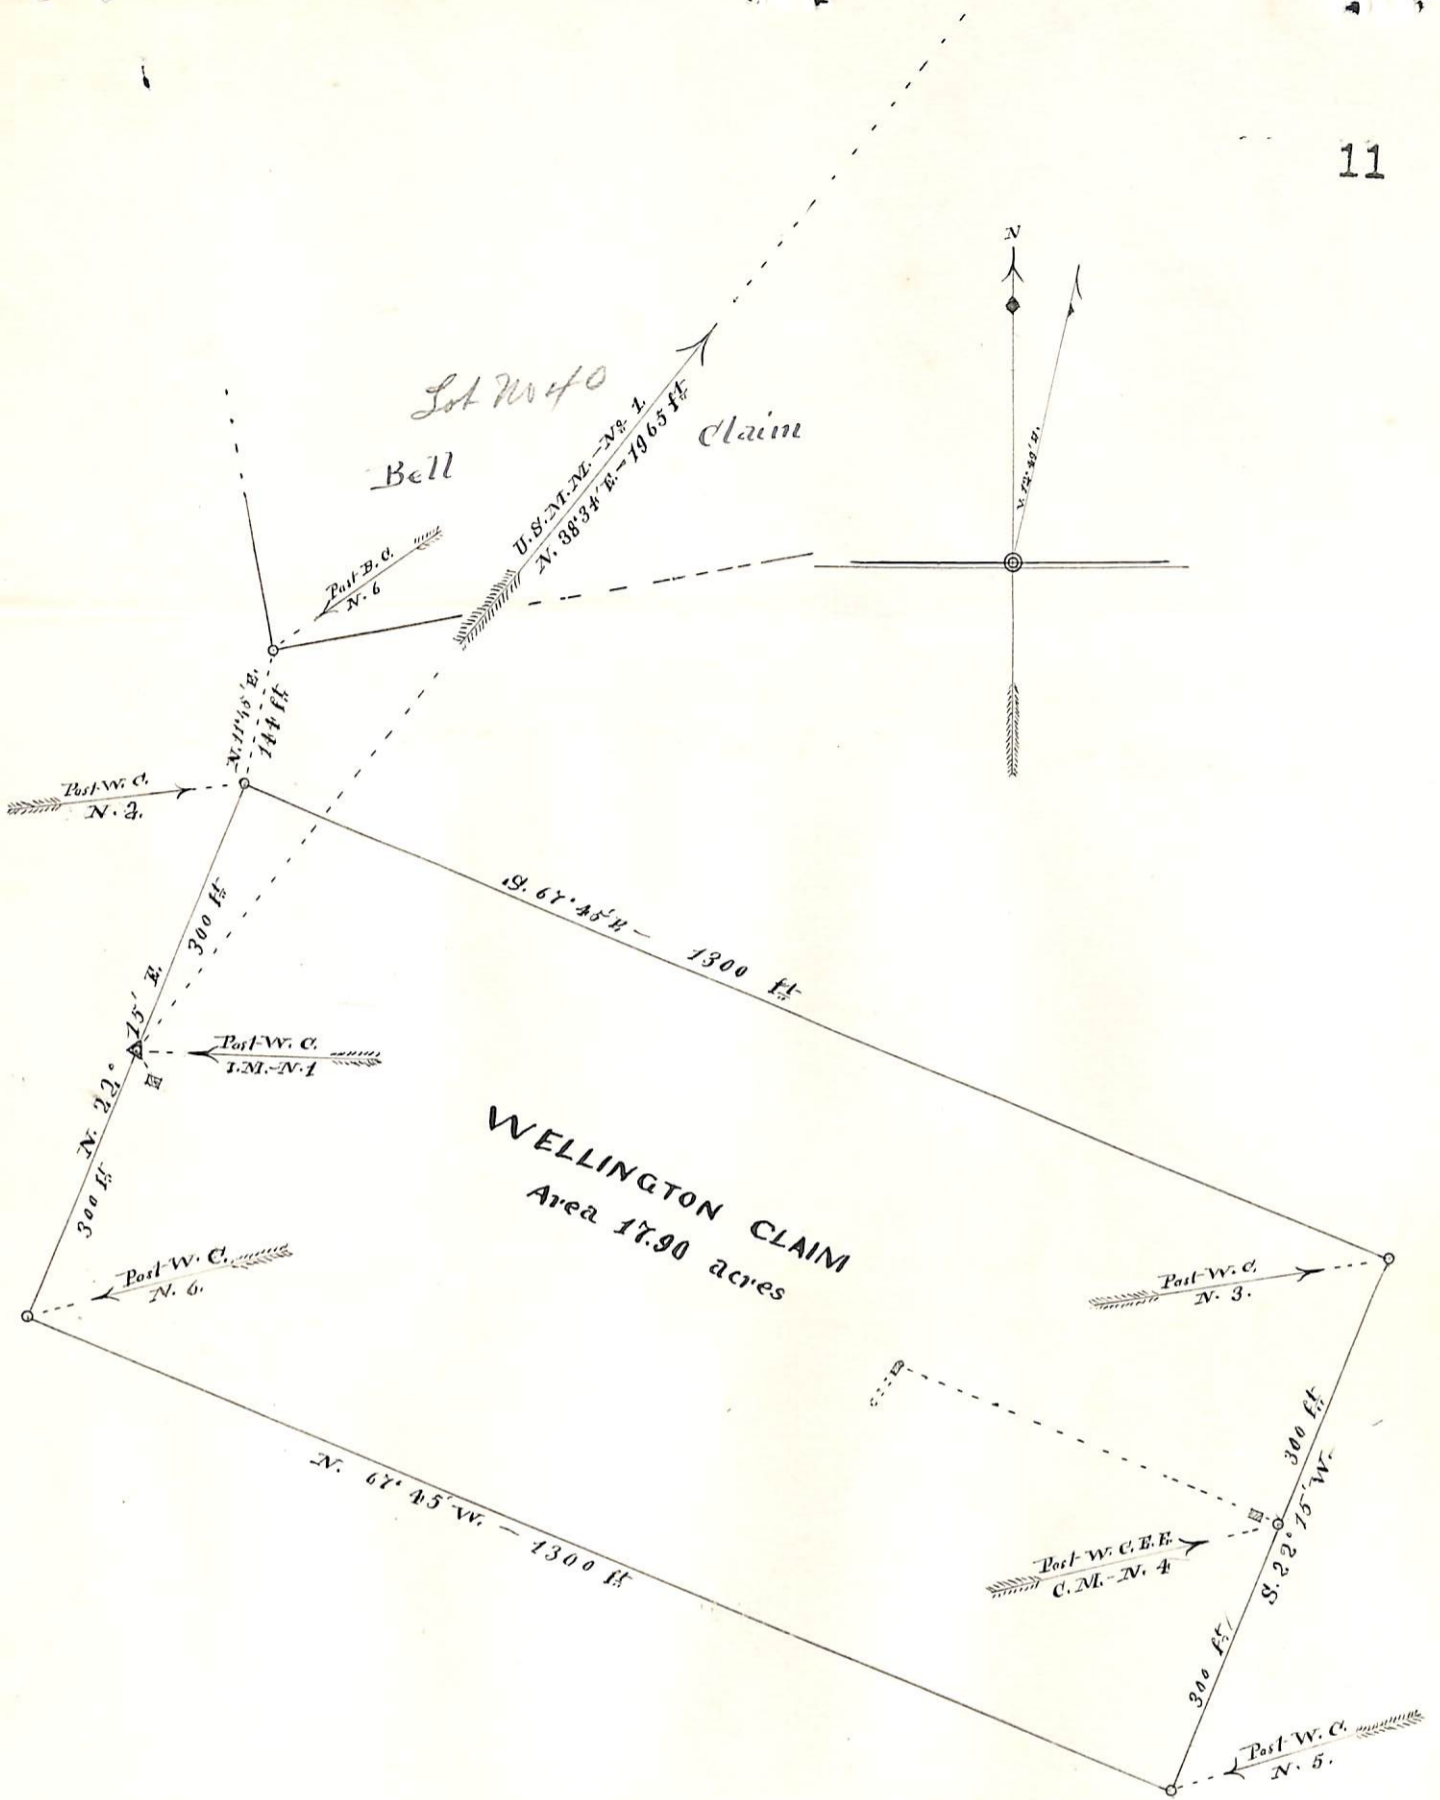 11
N
V. 12° 49' E.
Lot No 40
Bell Claim
U.S.M.M. - No. 1.
N. 38° 34' E. - 1965 ft
Post B. C.
N. 6
N. 11° 45' E.
144 ft
Post W. C.
N. 2.
300 ft
S. 67° 45' E - 1300 ft
N. 22° 15' E.
Post W. C.
I.M. - N. 1
300 ft
WELLINGTON CLAIM
Area 17.90 acres
Post W. C.
N. 6.
Post W. C.
N. 3.
300 ft
N. 67° 45' W. - 1300 ft
S. 22° 15' W.
Post W. C. E. E.
C. M. - N. 4
300 ft
Post W. C.
N. 5.